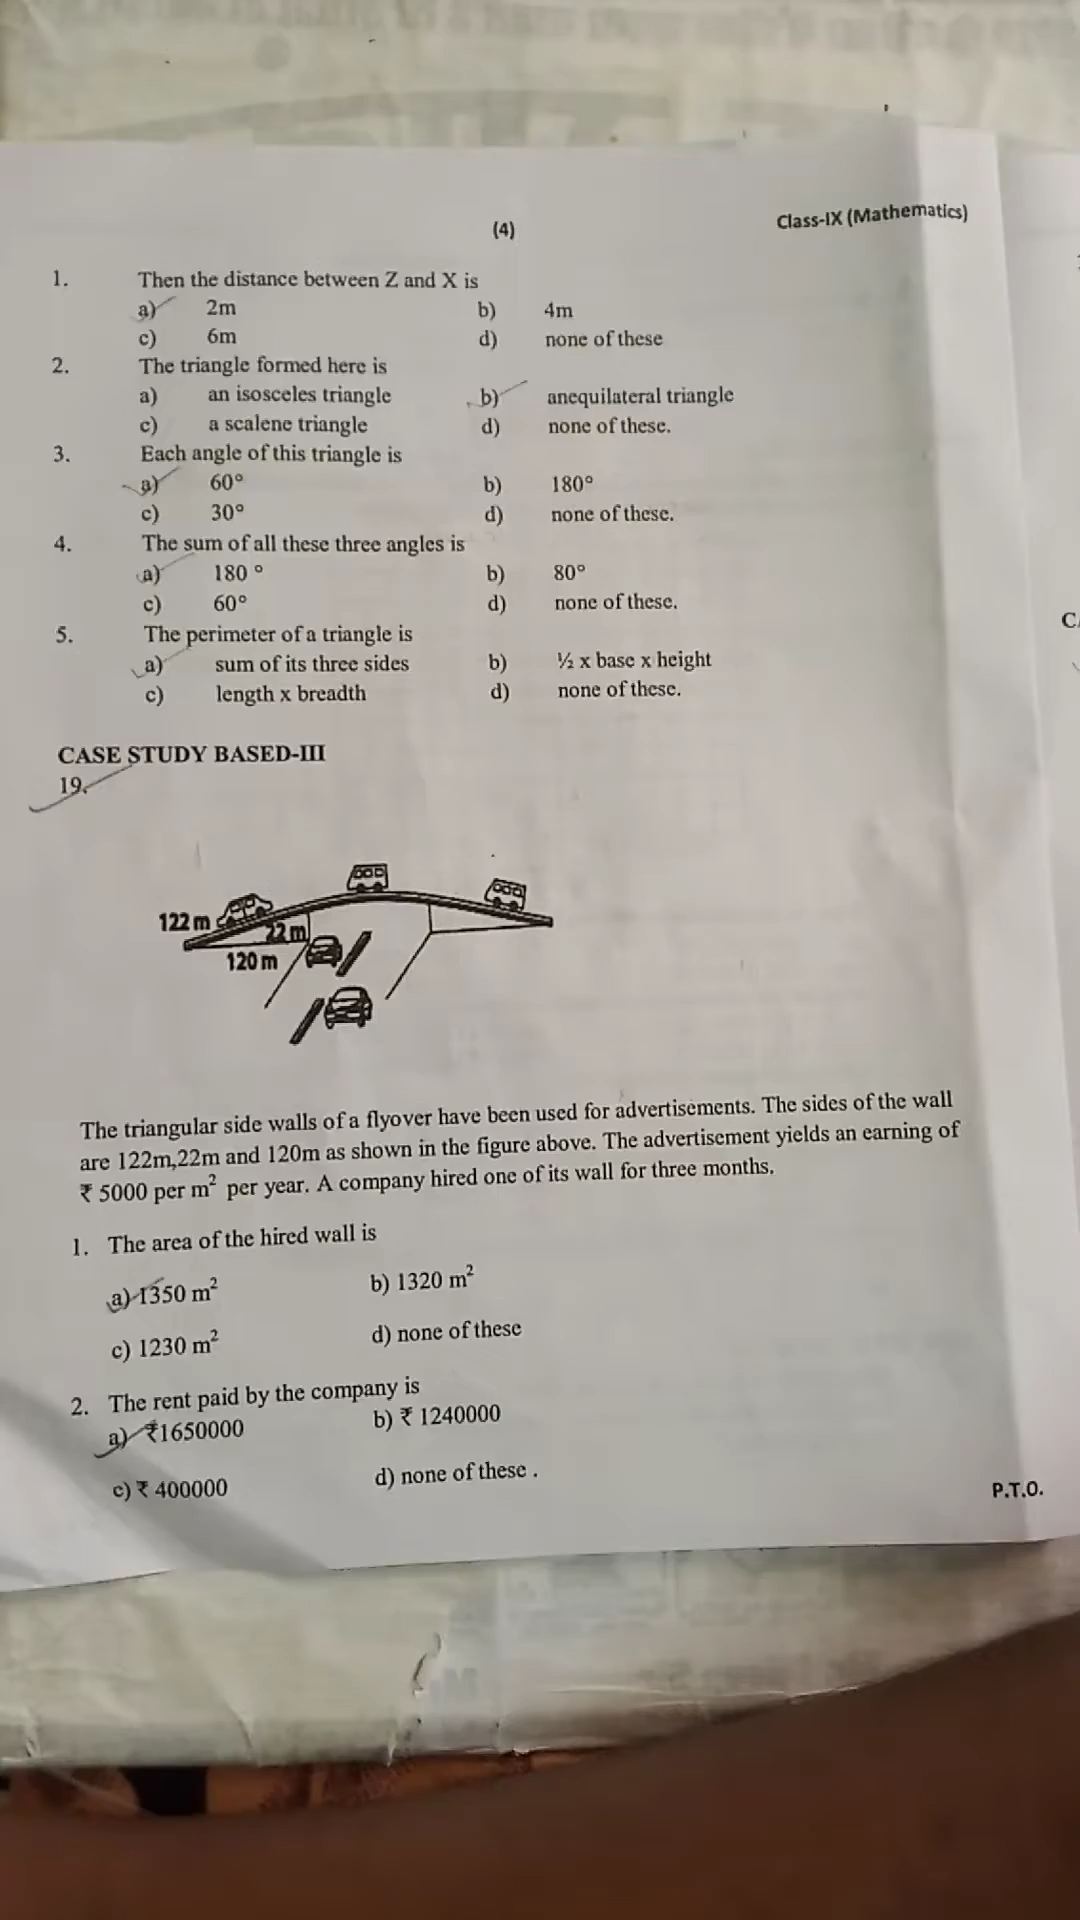 (4)
Class-IX (Mathematics)
1. Then the distance between Z and X is
a) 2m b) 4m
c) 6m d) none of these
2. The triangle formed here is
a) an isosceles triangle b) anequilateral triangle
c) a scalene triangle d) none of these.
3. Each angle of this triangle is
a) 60° b) 180°
c) 30° d) none of these.
4. The sum of all these three angles is
a) 180 ° b) 80°
c) 60° d) none of these.
5. The perimeter of a triangle is
a) sum of its three sides b) ½ x base x height
c) length x breadth d) none of these.
CASE STUDY BASED-III
19.
122 m
22 m
120 m
The triangular side walls of a flyover have been used for advertisements. The sides of the wall
are 122m,22m and 120m as shown in the figure above. The advertisement yields an earning of
₹ 5000 per m² per year. A company hired one of its wall for three months.
1. The area of the hired wall is
a) 1350 m² b) 1320 m²
c) 1230 m² d) none of these
2. The rent paid by the company is
a) ₹1650000 b) ₹ 1240000
c) ₹ 400000 d) none of these .
P.T.O.